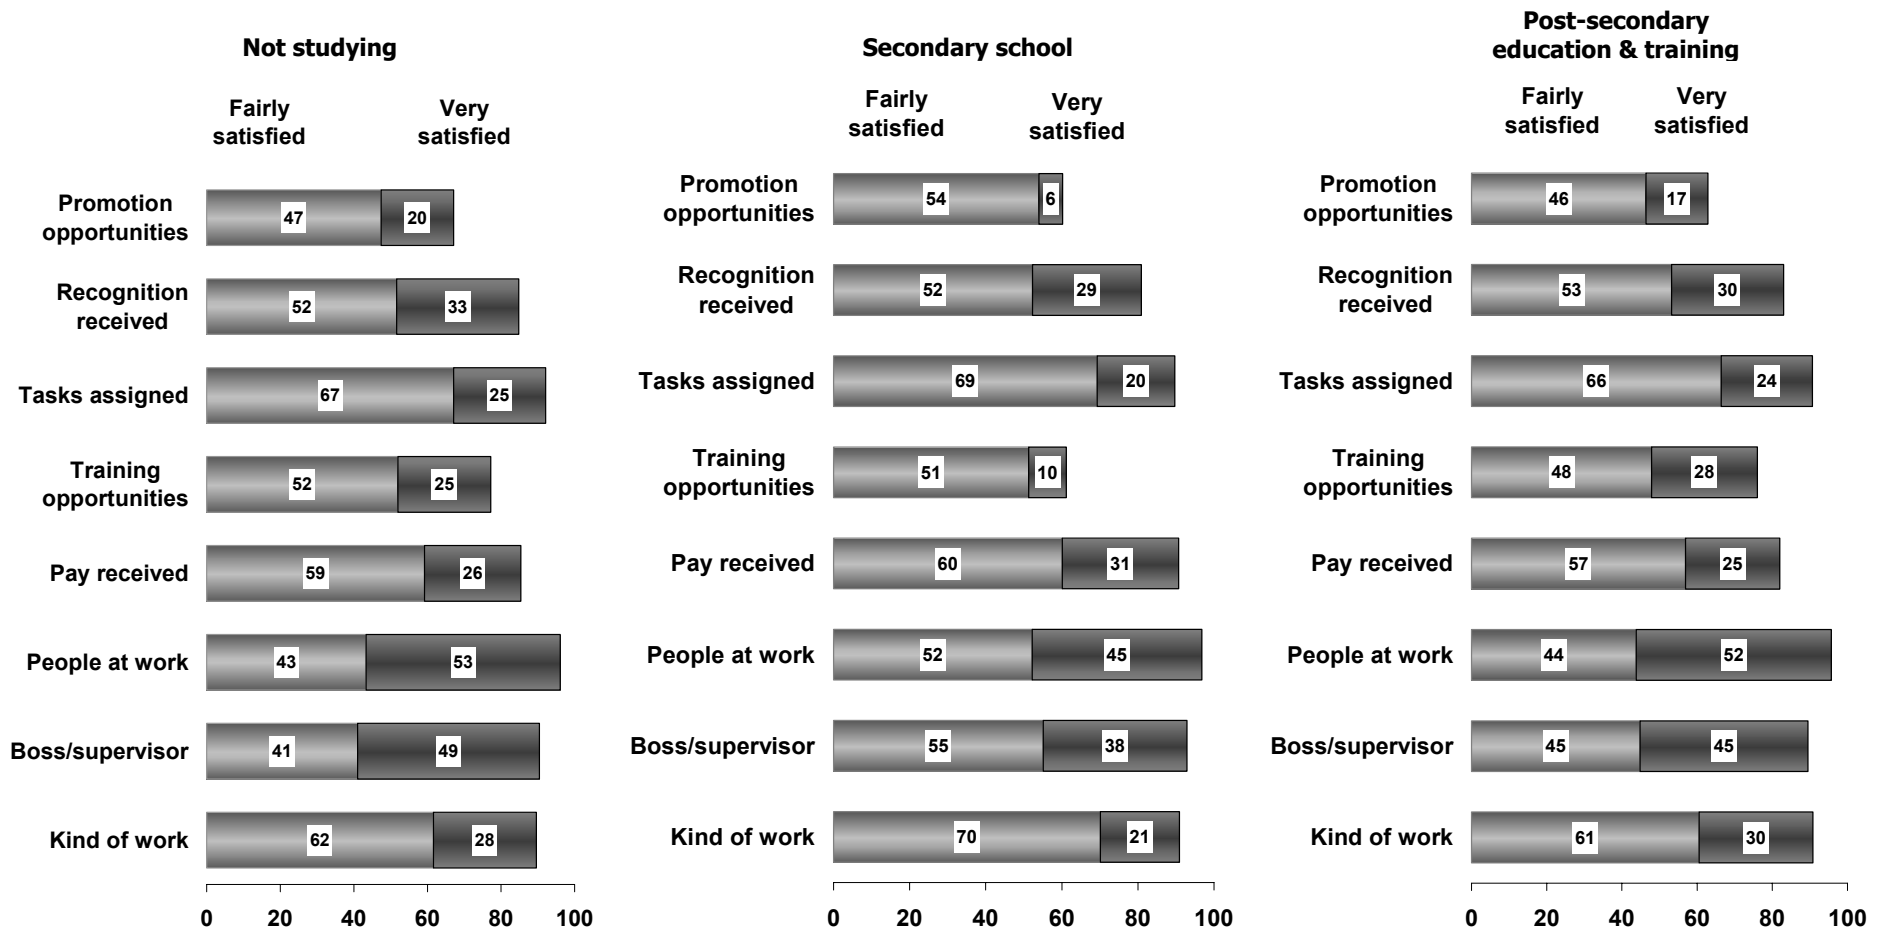 Not studying
Fairly
satisfied
Very
satisfied
Promotion
opportunities
47
20
Recognition
received
52
33
Tasks assigned
67
25
Training
opportunities
52
25
Pay received
59
26
People at work
43
53
Boss/supervisor
41
49
Kind of work
62
28
0 20 40 60 80 100
Secondary school
Fairly
satisfied
Very
satisfied
Promotion
opportunities
54
6
Recognition
received
52
29
Tasks assigned
69
20
Training
opportunities
51
10
Pay received
60
31
People at work
52
45
Boss/supervisor
55
38
Kind of work
70
21
0 20 40 60 80 100
Post-secondary
education & training
Fairly
satisfied
Very
satisfied
Promotion
opportunities
46
17
Recognition
received
53
30
Tasks assigned
66
24
Training
opportunities
48
28
Pay received
57
25
People at work
44
52
Boss/supervisor
45
45
Kind of work
61
30
0 20 40 60 80 100